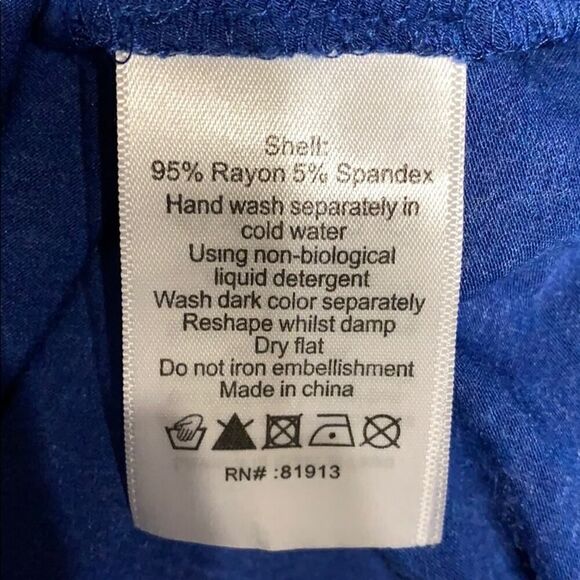 Shell:
95% Rayon 5% Spandex
Hand wash separately in
cold water
Using non-biological
liquid detergent
Wash dark color separately
Reshape whilst damp
Dry flat
Do not iron embellishment
Made in china
RN# :81913